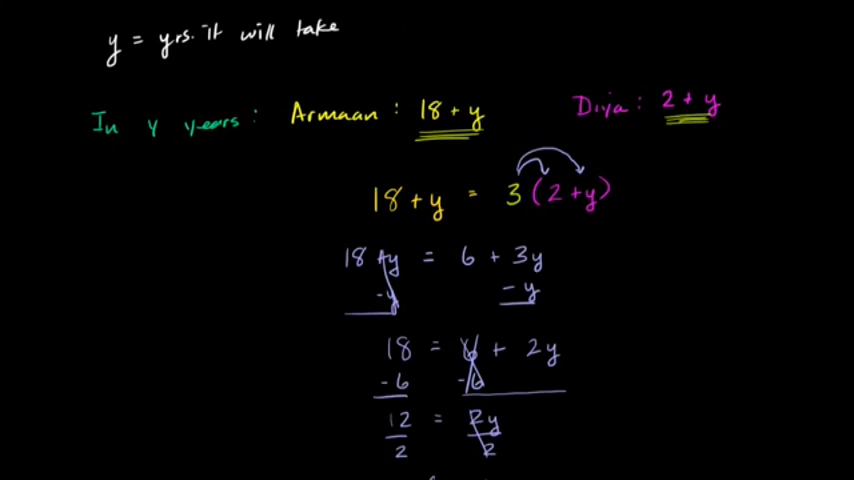 y = yrs. it will take
In y years : Armaan : 18 + y Diya : 2 + y
18 + y = 3 (2 + y)
18 + y = 6 + 3y
- y - y
18 = 6 + 2y
- 6 - 6
12 = 2y
2 2